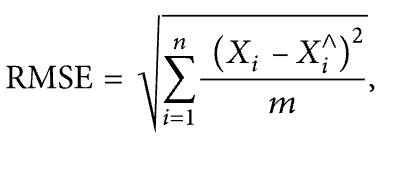 RMSE = √(∑_{i=1}^{n} (X_i − X_i^∧)^2 / m),